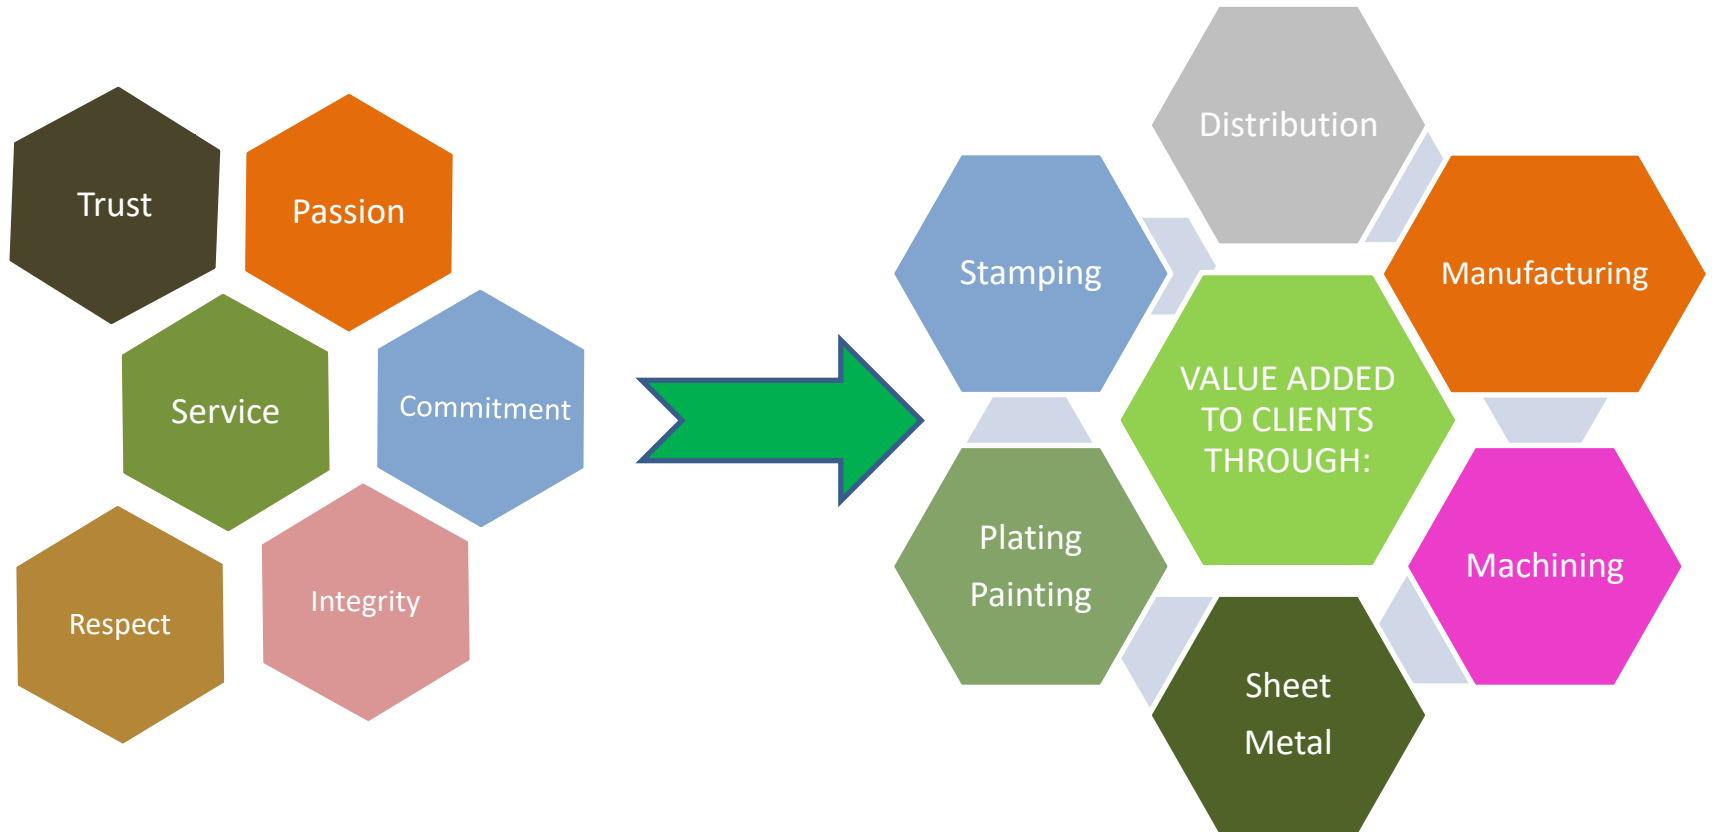 Trust
Passion
Service
Commitment
Respect
Integrity
Distribution
Stamping
Manufacturing
VALUE ADDED
TO CLIENTS
THROUGH:
Plating
Painting
Machining
Sheet
Metal